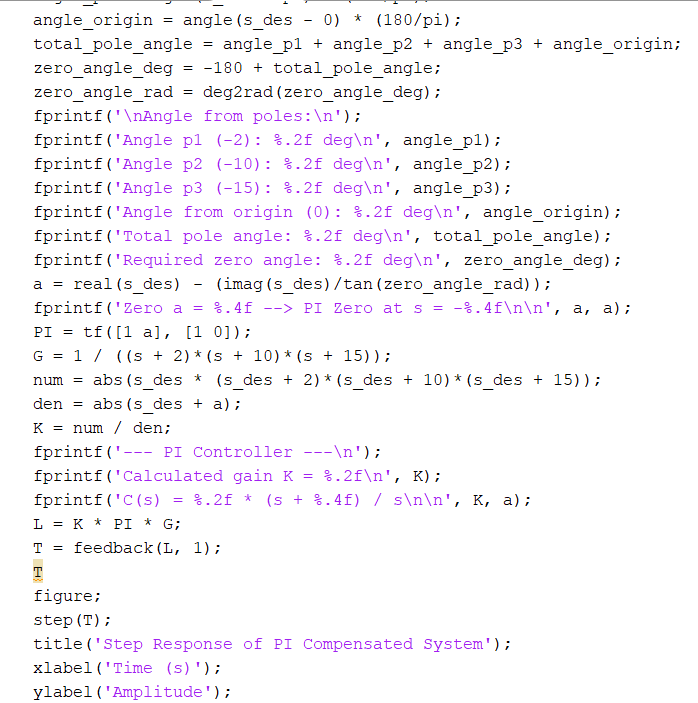 angle_origin = angle(s_des - 0) * (180/pi);
total_pole_angle = angle_p1 + angle_p2 + angle_p3 + angle_origin;
zero_angle_deg = -180 + total_pole_angle;
zero_angle_rad = deg2rad(zero_angle_deg);
fprintf('\nAngle from poles:\n');
fprintf('Angle p1 (-2): %.2f deg\n', angle_p1);
fprintf('Angle p2 (-10): %.2f deg\n', angle_p2);
fprintf('Angle p3 (-15): %.2f deg\n', angle_p3);
fprintf('Angle from origin (0): %.2f deg\n', angle_origin);
fprintf('Total pole angle: %.2f deg\n', total_pole_angle);
fprintf('Required zero angle: %.2f deg\n', zero_angle_deg);
a = real(s_des) - (imag(s_des)/tan(zero_angle_rad));
fprintf('Zero a = %.4f --> PI Zero at s = -%.4f\n\n', a, a);
PI = tf([1 a], [1 0]);
G = 1 / ((s + 2)*(s + 10)*(s + 15));
num = abs(s_des * (s_des + 2)*(s_des + 10)*(s_des + 15));
den = abs(s_des + a);
K = num / den;
fprintf('--- PI Controller ---\n');
fprintf('Calculated gain K = %.2f\n', K);
fprintf('C(s) = %.2f * (s + %.4f) / s\n\n', K, a);
L = K * PI * G;
T = feedback(L, 1);
T
figure;
step(T);
title('Step Response of PI Compensated System');
xlabel('Time (s)');
ylabel('Amplitude');